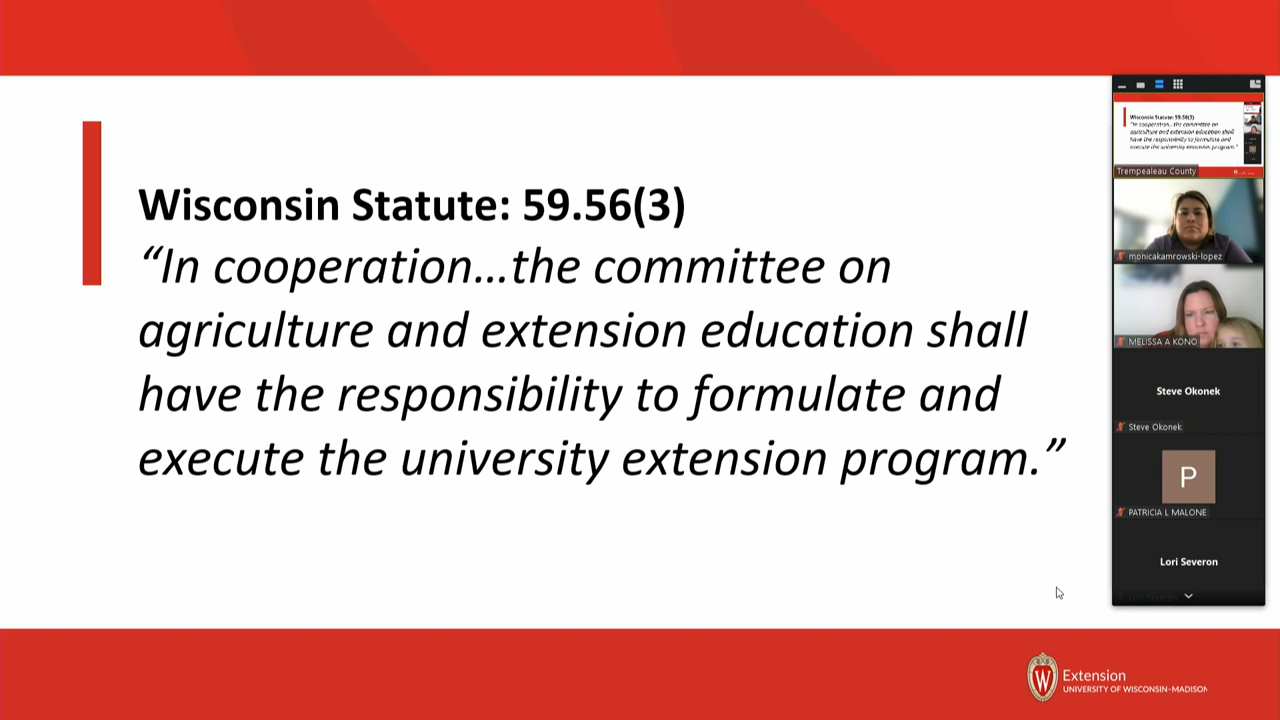 Wisconsin Statute: 59.56(3)
“In cooperation…the committee on
agriculture and extension education shall
have the responsibility to formulate and
execute the university extension program.”
Wisconsin Statute: 59.56(3)
“In cooperation...the committee on
agriculture and extension education shall
have the responsibility to formulate and
execute the university extension program.”
Trempealeau County
monicakamrowski-lopez
MELISSA A KONO
Steve Okonek
Steve Okonek
P
PATRICIA L MALONE
Lori Severon
W
Extension
UNIVERSITY OF WISCONSIN–MADISON